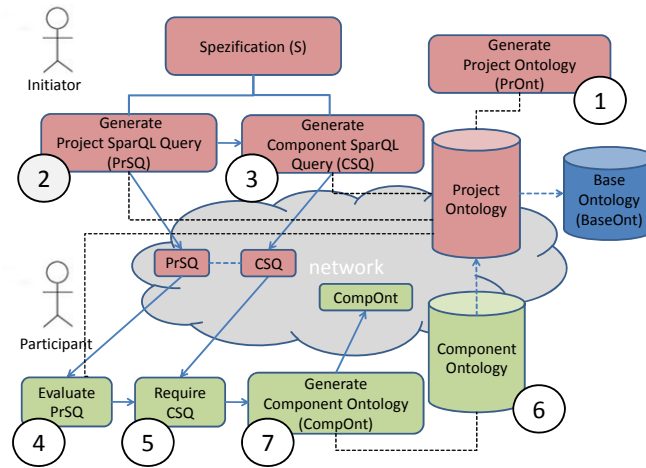 Spezification (S)
Initiator
Generate
Project Ontology
(PrOnt)
1
Generate
Project SparQL Query
(PrSQ)
2
Generate
Component SparQL
Query (CSQ)
3
Project
Ontology
Base
Ontology
(BaseOnt)
PrSQ
CSQ
network
CompOnt
Participant
Component
Ontology
6
Evaluate
PrSQ
4
Require
CSQ
5
Generate
Component Ontology
(CompOnt)
7